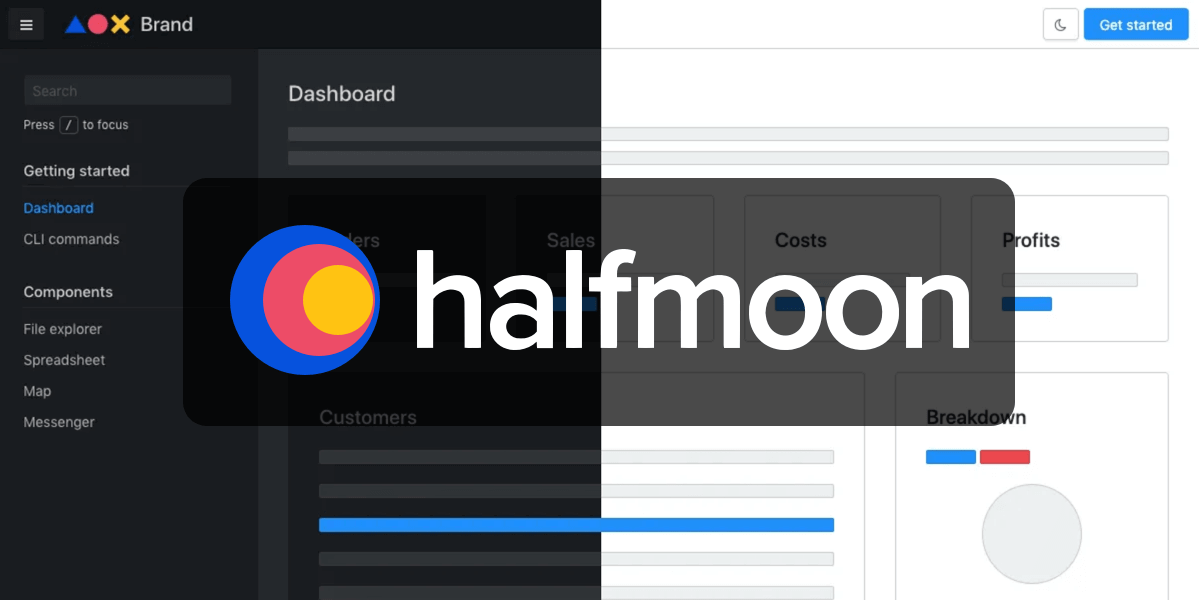 Brand
Get started
Search
Press / to focus
Getting started
Dashboard
CLI commands
Components
File explorer
Spreadsheet
Map
Messenger
Dashboard
Sales
Costs
Profits
halfmoon
Customers
Breakdown